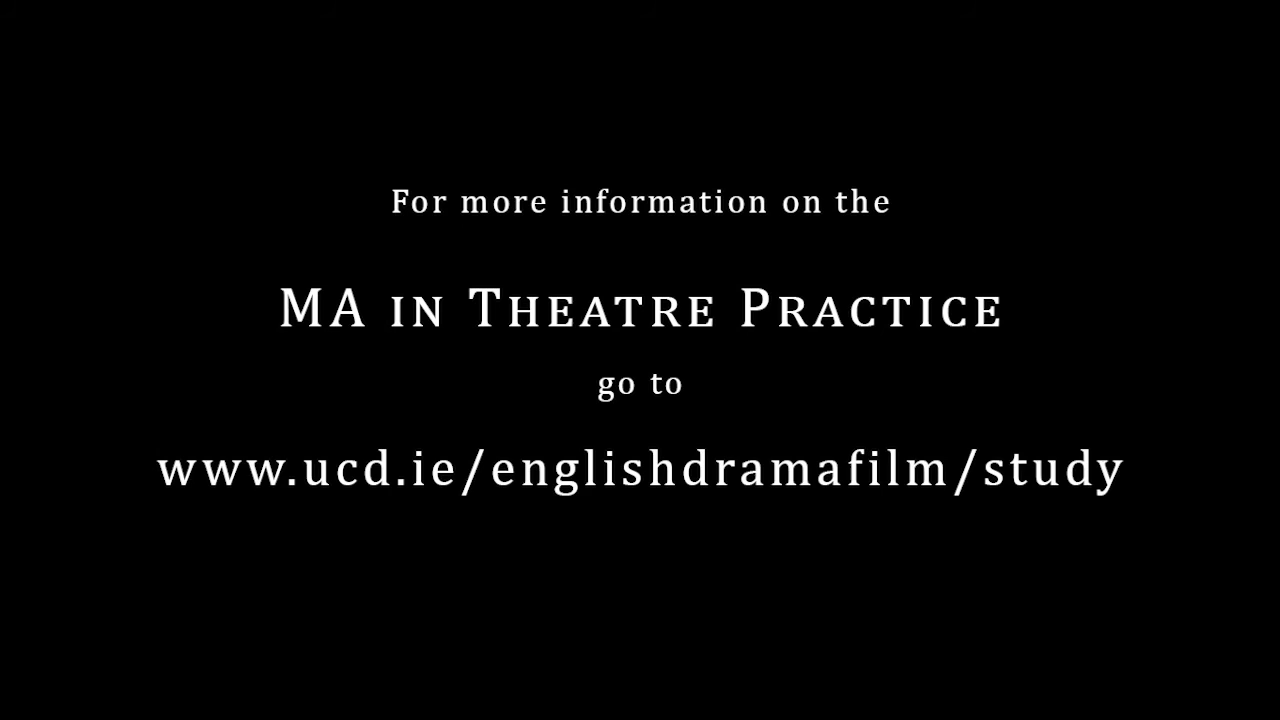 For more information on the
MA in Theatre Practice
go to
www.ucd.ie/englishdramafilm/study